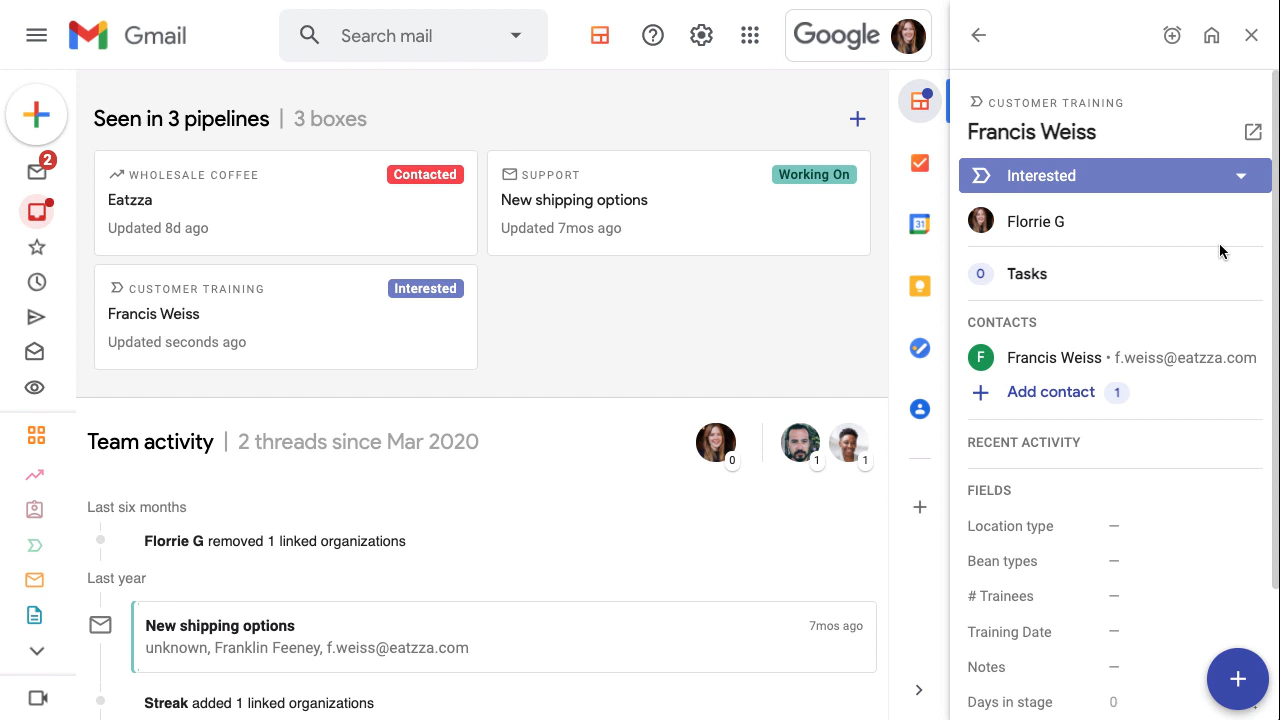 Gmail
Search mail
Google
2
Seen in 3 pipelines | 3 boxes
WHOLESALE COFFEE
Contacted
Eatzza
Updated 8d ago
SUPPORT
Working On
New shipping options
Updated 7mos ago
CUSTOMER TRAINING
Interested
Francis Weiss
Updated seconds ago
Team activity | 2 threads since Mar 2020
0
1
1
Last six months
Florrie G removed 1 linked organizations
Last year
New shipping options
7mos ago
unknown, Franklin Feeney, f.weiss@eatzza.com
Streak added 1 linked organizations
31
CUSTOMER TRAINING
Francis Weiss
Interested
Florrie G
0 Tasks
CONTACTS
F Francis Weiss • f.weiss@eatzza.com
Add contact 1
RECENT ACTIVITY
FIELDS
Location type —
Bean types —
# Trainees —
Training Date —
Notes —
Days in stage 0